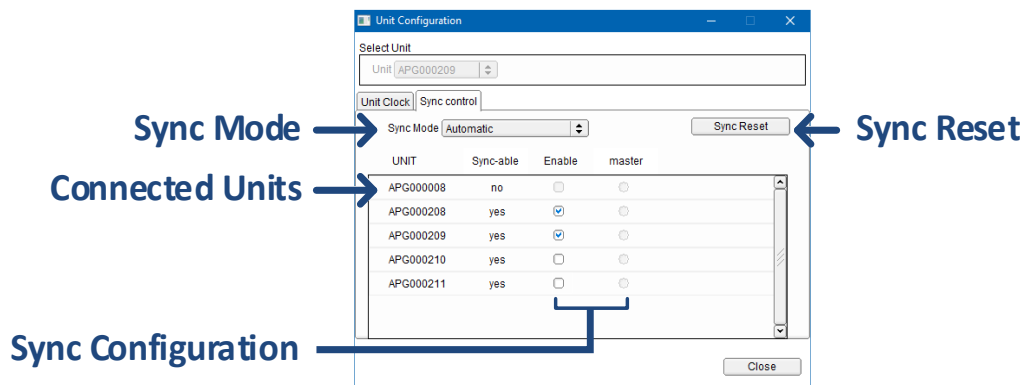 Unit Configuration
Select Unit
Unit APG000209
Unit Clock Sync control
Sync Mode Sync Mode Automatic Sync Reset Sync Reset
UNIT Sync-able Enable master
Connected Units APG000008 no
APG000208 yes
APG000209 yes
APG000210 yes
APG000211 yes
Sync Configuration
Close